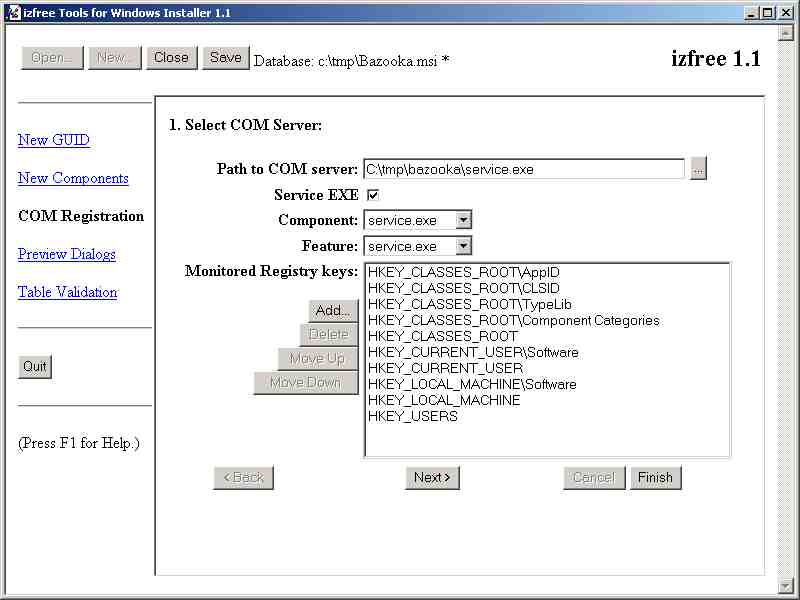 izfree Tools for Windows Installer 1.1
Open... New... Close Save Database: c:\tmp\Bazooka.msi * izfree 1.1
New GUID
New Components
COM Registration
Preview Dialogs
Table Validation
Quit
(Press F1 for Help.)
1. Select COM Server:
Path to COM server: C:\tmp\bazooka\service.exe ...
Service EXE
Component: service.exe
Feature: service.exe
Monitored Registry keys:
Add...
Delete
Move Up
Move Down
HKEY_CLASSES_ROOT\AppID
HKEY_CLASSES_ROOT\CLSID
HKEY_CLASSES_ROOT\TypeLib
HKEY_CLASSES_ROOT\Component Categories
HKEY_CLASSES_ROOT
HKEY_CURRENT_USER\Software
HKEY_CURRENT_USER
HKEY_LOCAL_MACHINE\Software
HKEY_LOCAL_MACHINE
HKEY_USERS
< Back Next > Cancel Finish